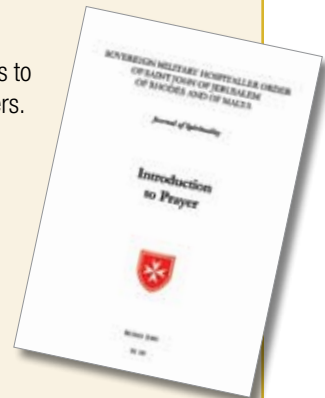 s to
ers.
SOVEREIGN MILITARY HOSPITALLER ORDER
OF SAINT JOHN OF JERUSALEM
OF RHODES AND OF MALTA
Journal of Spirituality
Introduction
to Prayer